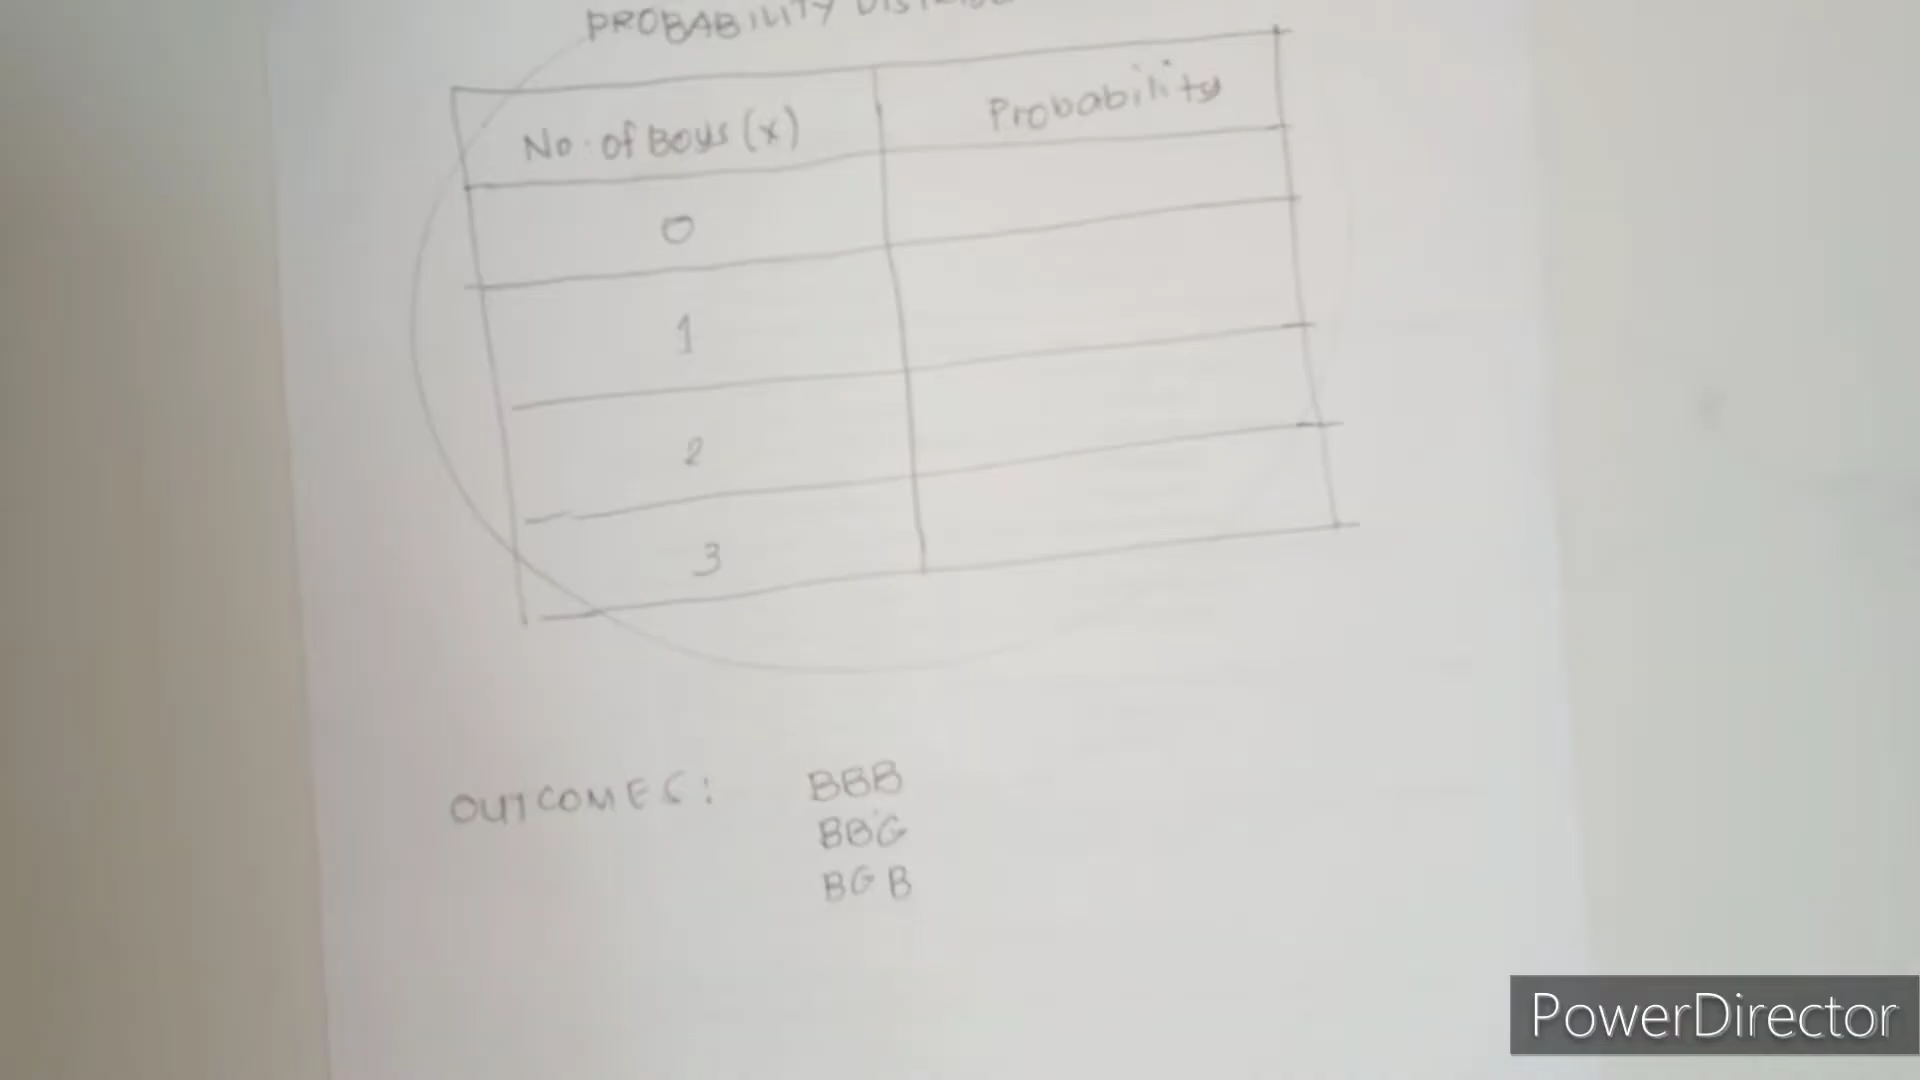 PROBABILITY
No. of Boys (x) Probability
0
1
2
3
OUTCOMES: BBB
BBG
BGB
PowerDirector